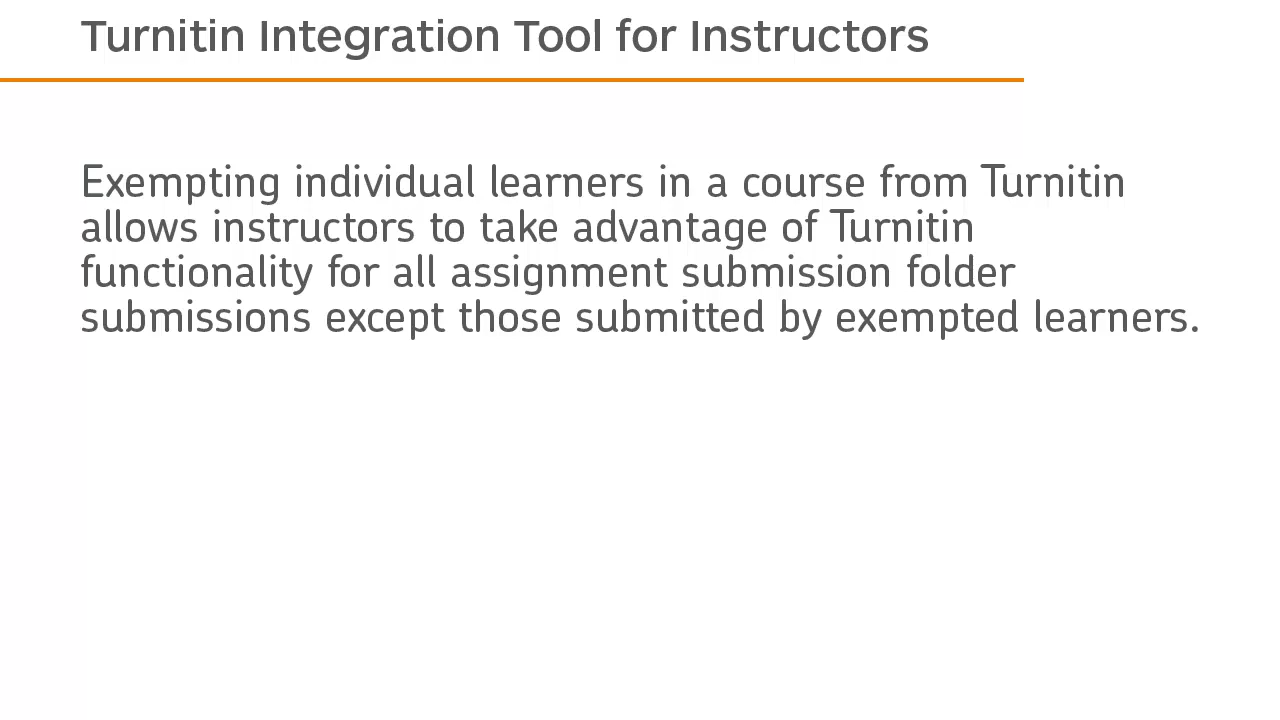 Turnitin Integration Tool for Instructors
Exempting individual learners in a course from Turnitin
allows instructors to take advantage of Turnitin
functionality for all assignment submission folder
submissions except those submitted by exempted learners.